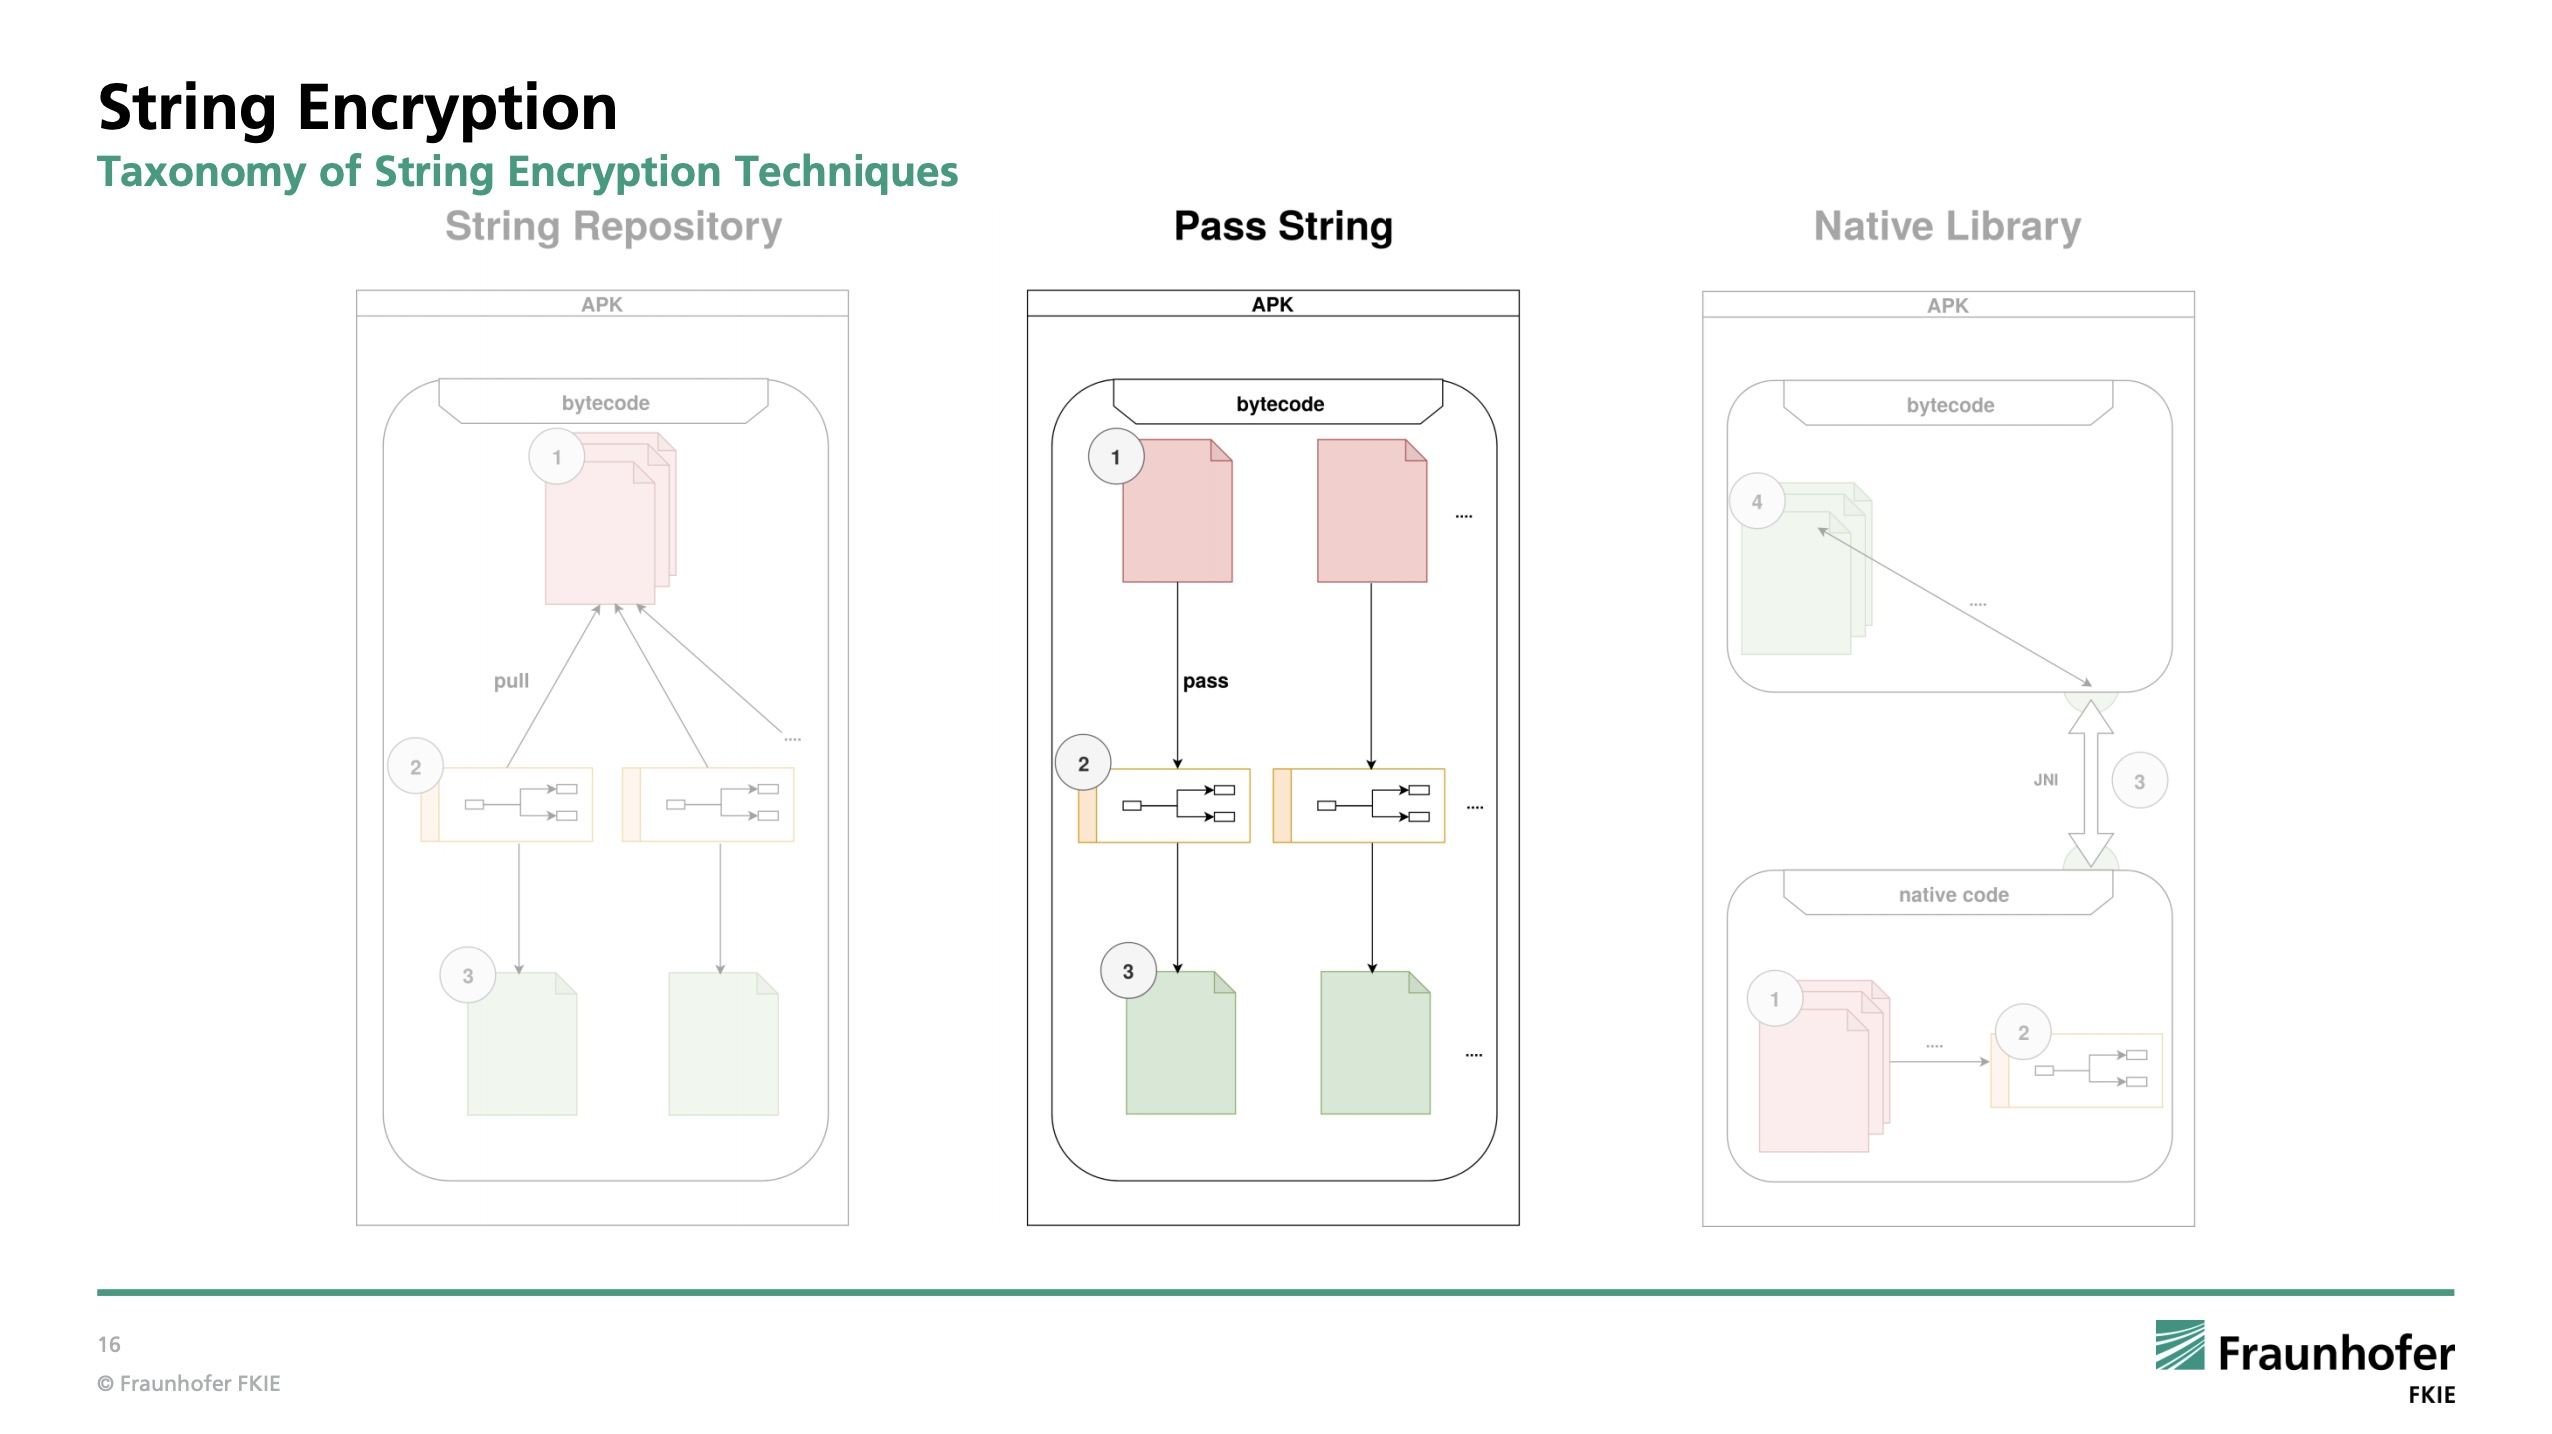 String Encryption
Taxonomy of String Encryption Techniques
String Repository
APK
bytecode
1
pull
....
2
3
Pass String
APK
bytecode
1
....
pass
2
....
3
....
Native Library
APK
bytecode
4
....
JNI
3
native code
1
....
2
16
© Fraunhofer FKIE
Fraunhofer
FKIE